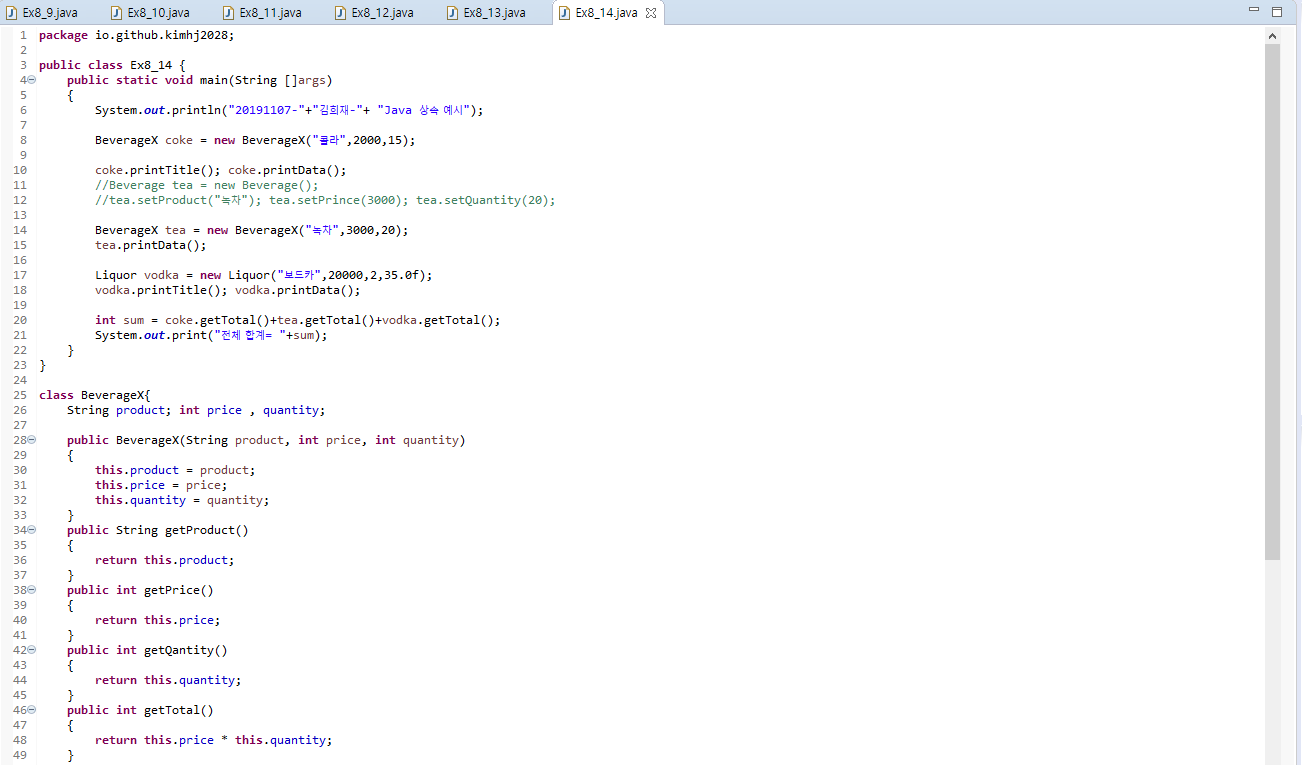 Ex8_9.java Ex8_10.java Ex8_11.java Ex8_12.java Ex8_13.java Ex8_14.java
1 package io.github.kimhj2028;
2
3 public class Ex8_14 {
4 public static void main(String []args)
5 {
6 System.out.println("20191107-"+"김희재-"+ "Java 상속 예시");
7
8 BeverageX coke = new BeverageX("콜라",2000,15);
9
10 coke.printTitle(); coke.printData();
11 //Beverage tea = new Beverage();
12 //tea.setProduct("녹차"); tea.setPrince(3000); tea.setQuantity(20);
13
14 BeverageX tea = new BeverageX("녹차",3000,20);
15 tea.printData();
16
17 Liquor vodka = new Liquor("보드카",20000,2,35.0f);
18 vodka.printTitle(); vodka.printData();
19
20 int sum = coke.getTotal()+tea.getTotal()+vodka.getTotal();
21 System.out.print("전체 합계= "+sum);
22 }
23 }
24
25 class BeverageX{
26 String product; int price , quantity;
27
28 public BeverageX(String product, int price, int quantity)
29 {
30 this.product = product;
31 this.price = price;
32 this.quantity = quantity;
33 }
34 public String getProduct()
35 {
36 return this.product;
37 }
38 public int getPrice()
39 {
40 return this.price;
41 }
42 public int getQantity()
43 {
44 return this.quantity;
45 }
46 public int getTotal()
47 {
48 return this.price * this.quantity;
49 }